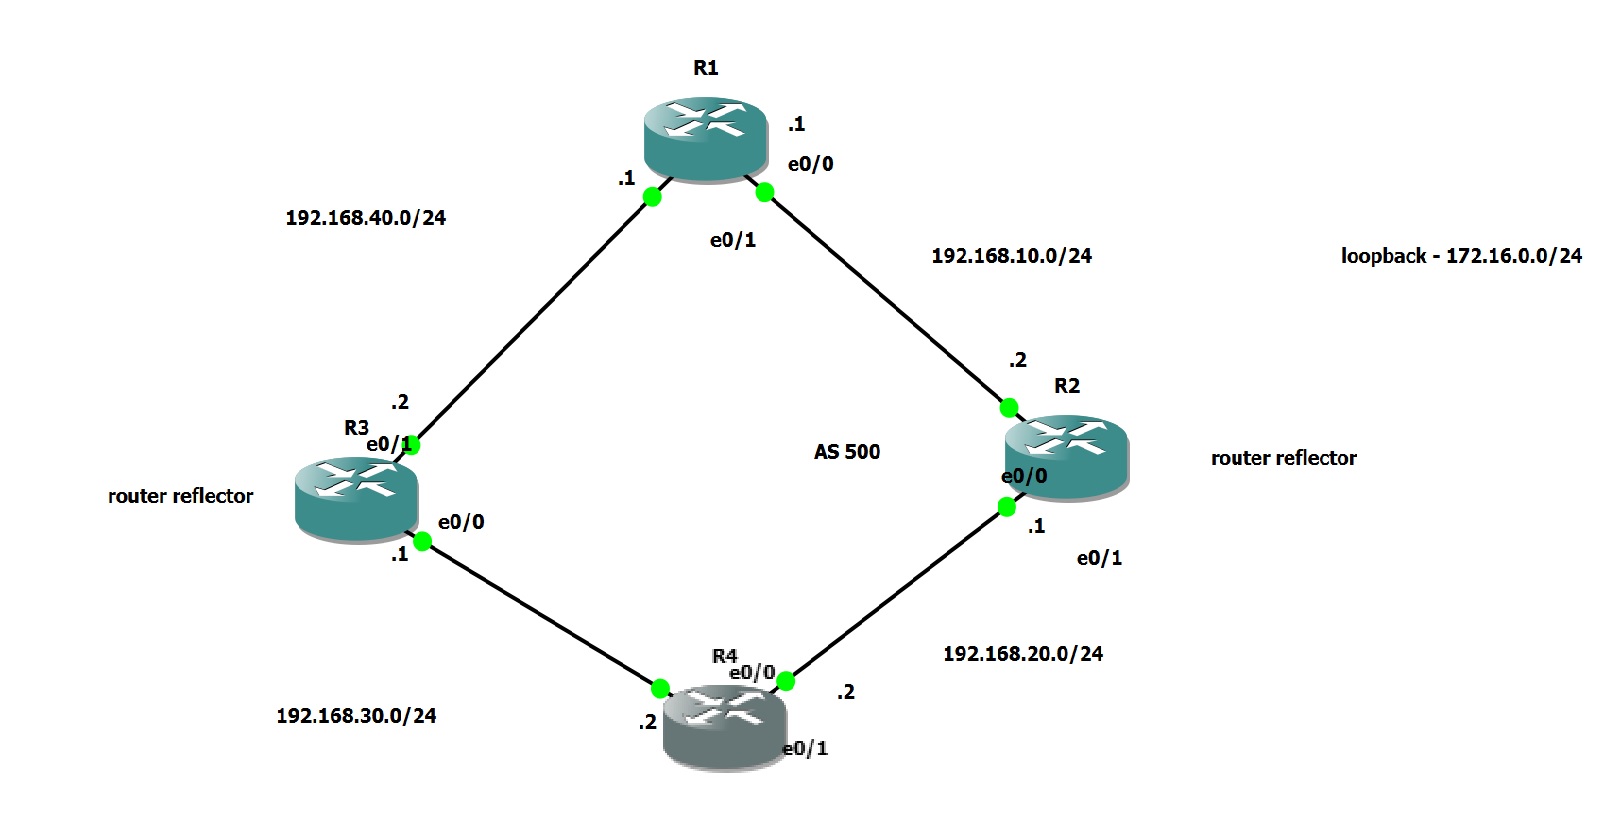 R1
.1
e0/0
.1
192.168.40.0/24
e0/1
192.168.10.0/24
loopback - 172.16.0.0/24
.2
R2
.2
R3
e0/1
AS 500
router reflector
e0/0
router reflector
e0/0
.1
.1
e0/1
R4
e0/0
192.168.20.0/24
.2
192.168.30.0/24
.2
e0/1